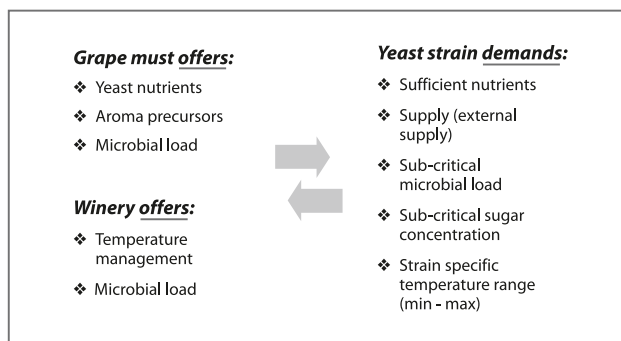 Grape must offers:
❖ Yeast nutrients
❖ Aroma precursors
❖ Microbial load
Winery offers:
❖ Temperature
management
❖ Microbial load
Yeast strain demands:
❖ Sufficient nutrients
❖ Supply (external
supply)
❖ Sub-critical
microbial load
❖ Sub-critical sugar
concentration
❖ Strain specific
temperature range
(min - max)